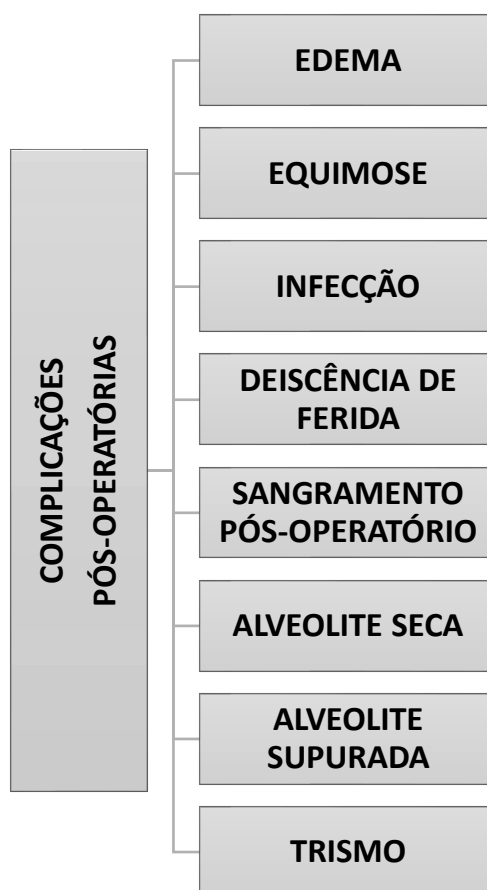 COMPLICAÇÕES
PÓS-OPERATÓRIAS
EDEMA
EQUIMOSE
INFECÇÃO
DEISCÊNCIA DE
FERIDA
SANGRAMENTO
PÓS-OPERATÓRIO
ALVEOLITE SECA
ALVEOLITE
SUPURADA
TRISMO